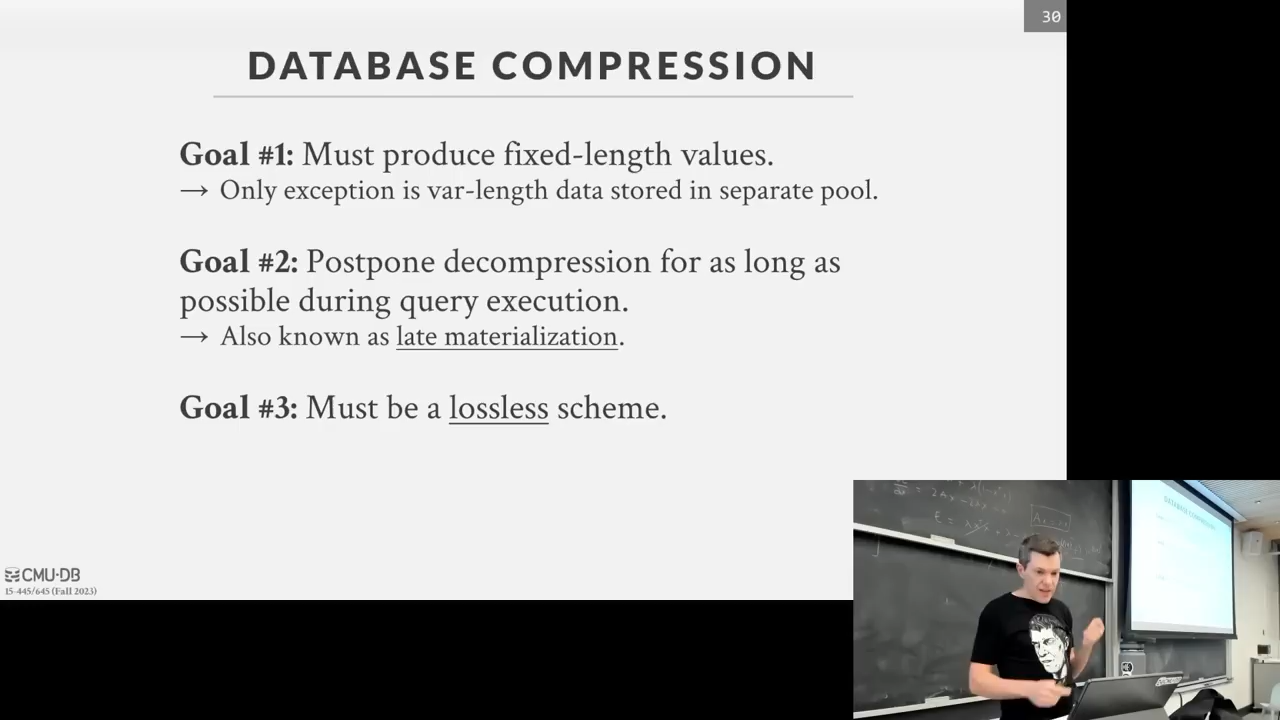 30
DATABASE COMPRESSION
Goal #1: Must produce fixed-length values.
→ Only exception is var-length data stored in separate pool.
Goal #2: Postpone decompression for as long as
possible during query execution.
→ Also known as late materialization.
Goal #3: Must be a lossless scheme.
CMU·DB
15-445/645 (Fall 2023)
DATABASE COMPRESSION